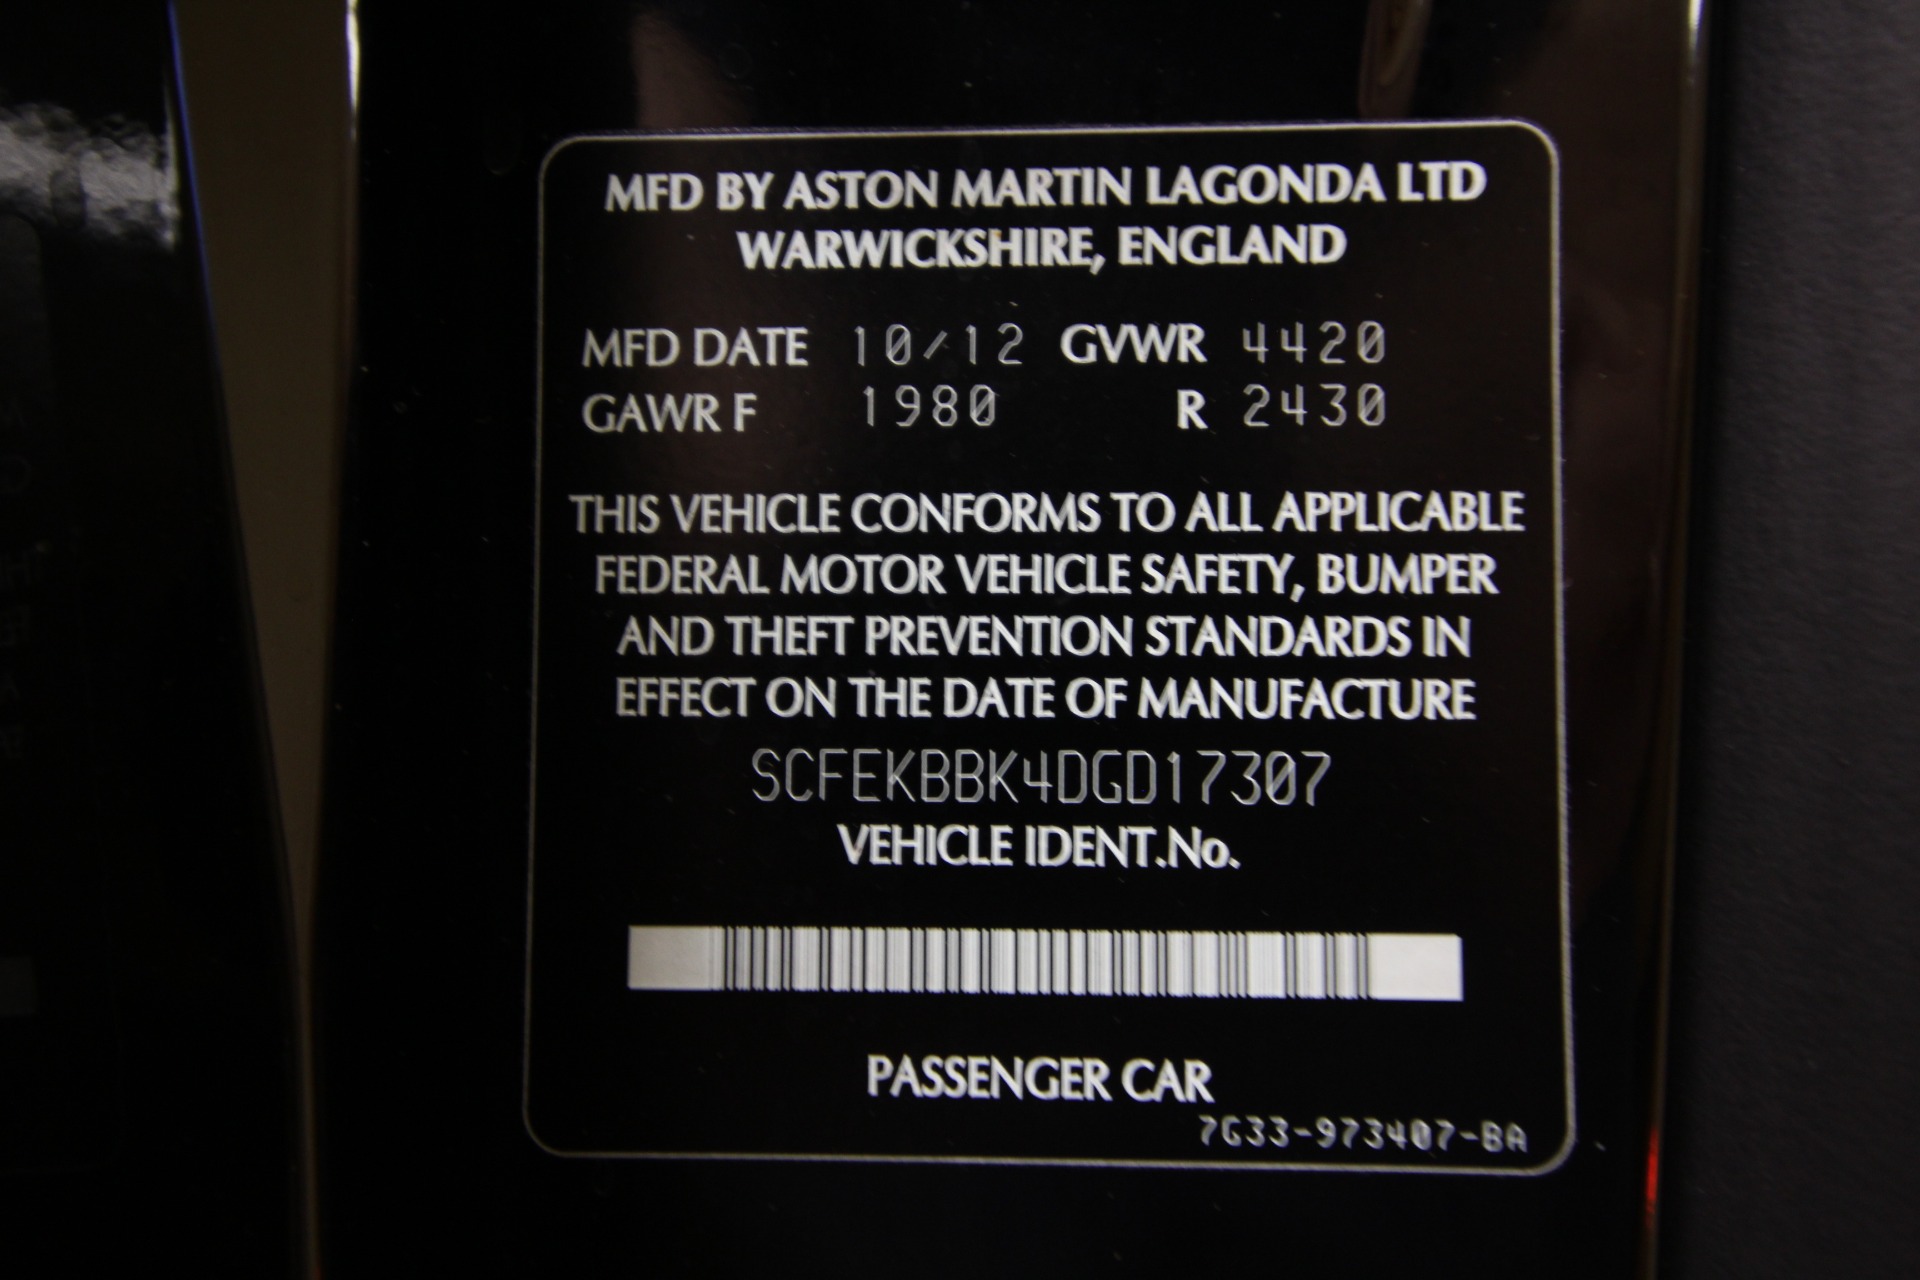 MFD BY ASTON MARTIN LAGONDA LTD
WARWICKSHIRE, ENGLAND
MFD DATE 10/12 GVWR 4420
GAWR F 1980 R 2430
THIS VEHICLE CONFORMS TO ALL APPLICABLE
FEDERAL MOTOR VEHICLE SAFETY, BUMPER
AND THEFT PREVENTION STANDARDS IN
EFFECT ON THE DATE OF MANUFACTURE
SCFEKBBK4DGD17307
VEHICLE IDENT.No.
PASSENGER CAR
7G33-973407-BA